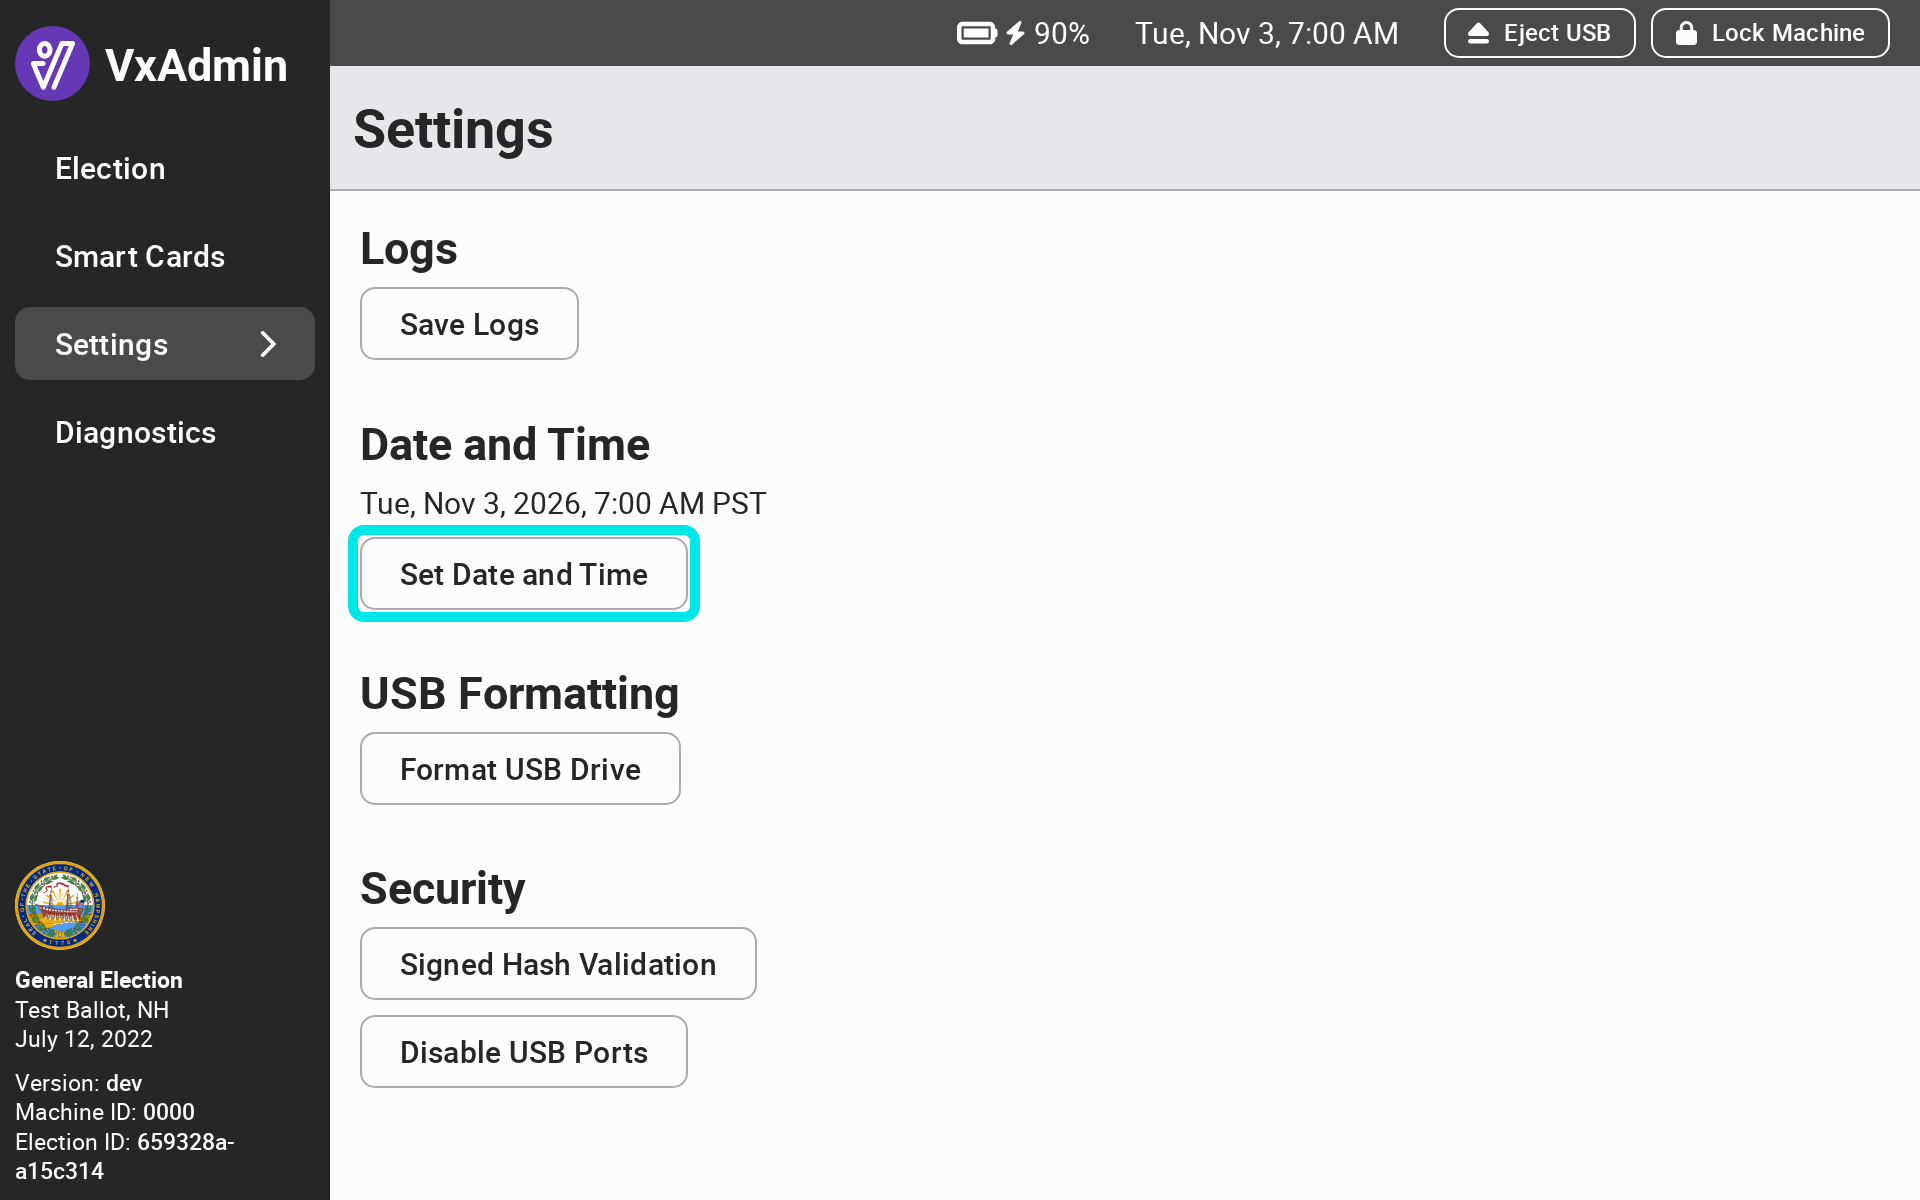 VxAdmin
Election
Smart Cards
Settings
Diagnostics
General Election
Test Ballot, NH
July 12, 2022
Version: dev
Machine ID: 0000
Election ID: 659328a-
a15c314
90%
Tue, Nov 3, 7:00 AM
Eject USB
Lock Machine
Settings
Logs
Save Logs
Date and Time
Tue, Nov 3, 2026, 7:00 AM PST
Set Date and Time
USB Formatting
Format USB Drive
Security
Signed Hash Validation
Disable USB Ports